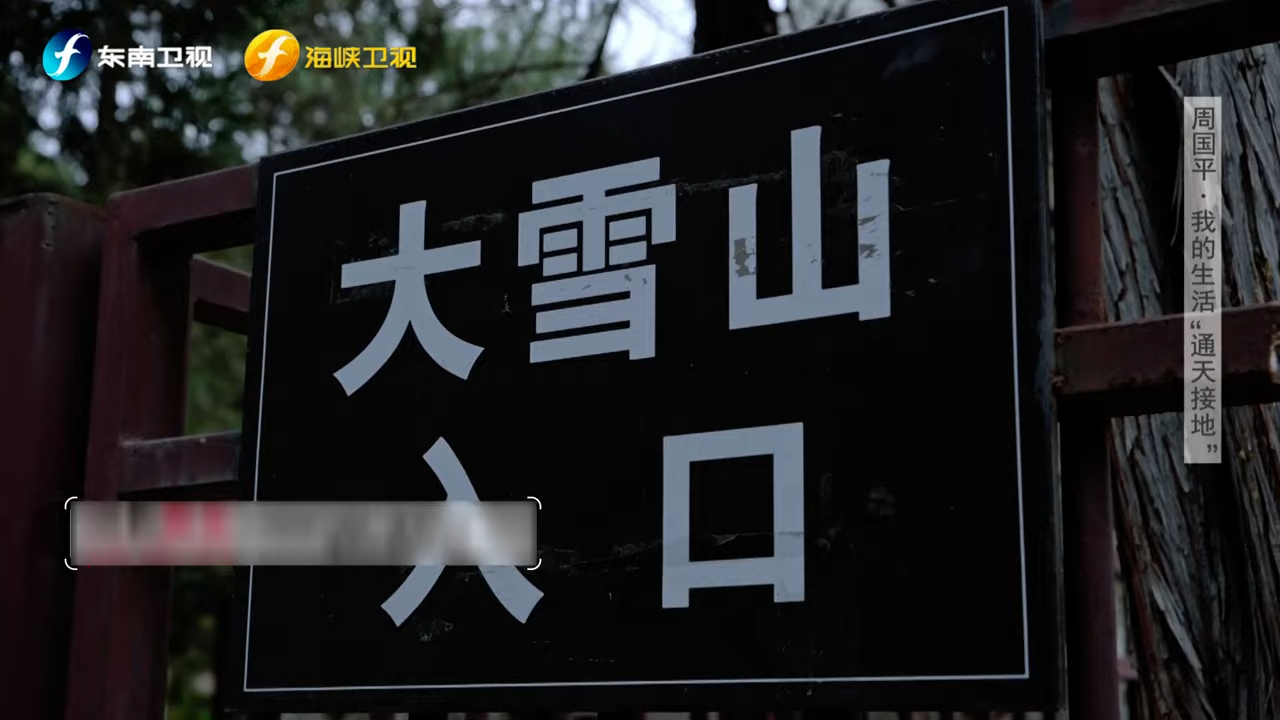 东南卫视
海峡卫视
大雪山
入口
周国平·我的生活“通天接地”